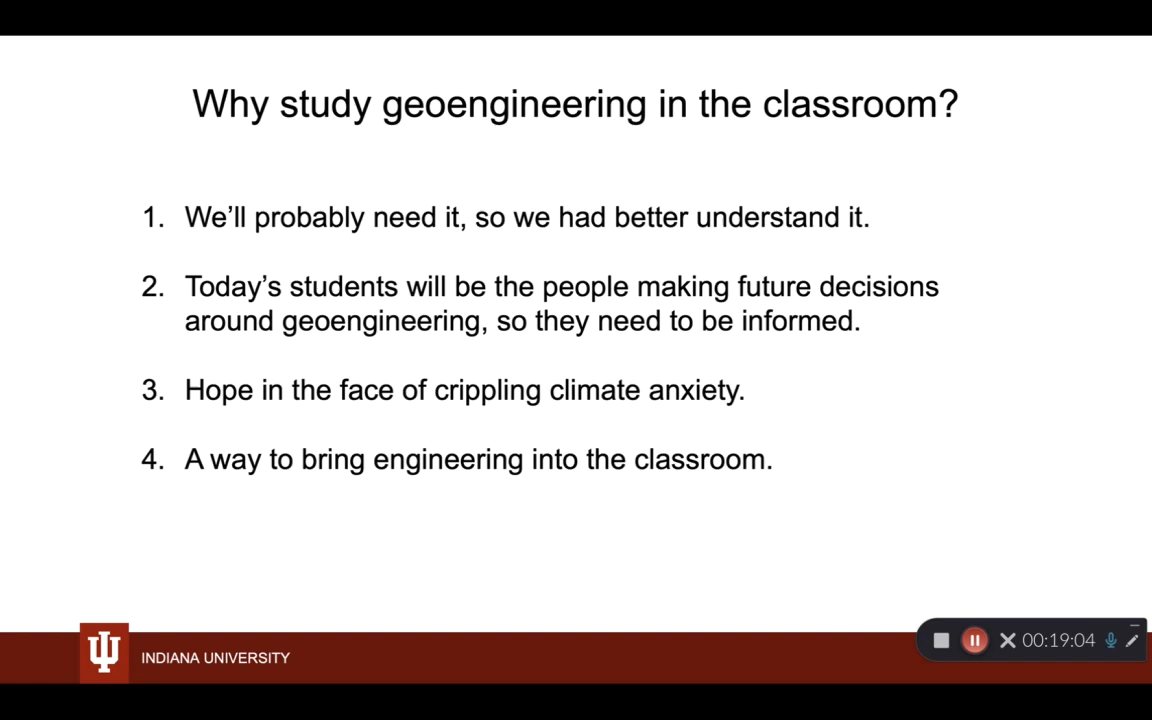 Why study geoengineering in the classroom?
1. We’ll probably need it, so we had better understand it.
2. Today’s students will be the people making future decisions
around geoengineering, so they need to be informed.
3. Hope in the face of crippling climate anxiety.
4. A way to bring engineering into the classroom.
INDIANA UNIVERSITY
00:19:04